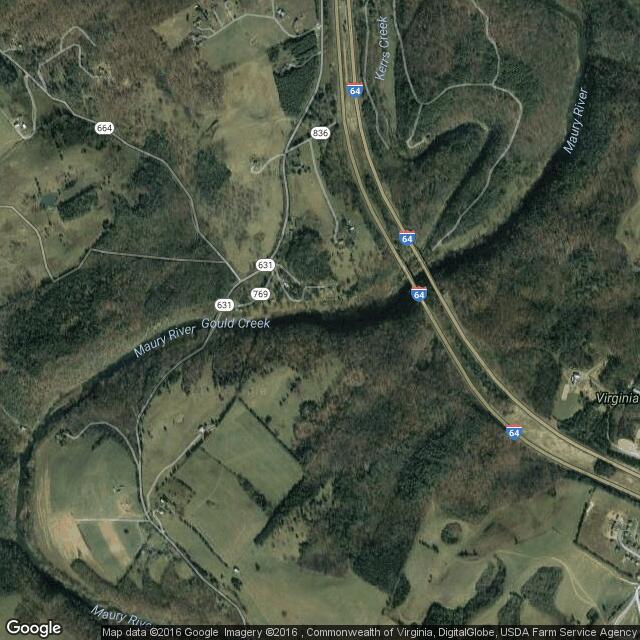 Kerrs Creek
64
Maury River
664
836
64
631
769
64
631
Gould Creek
Maury River
Virginia
64
Maury River
Google
Map data ©2016 Google Imagery ©2016 , Commonwealth of Virginia, DigitalGlobe, USDA Farm Service Agency